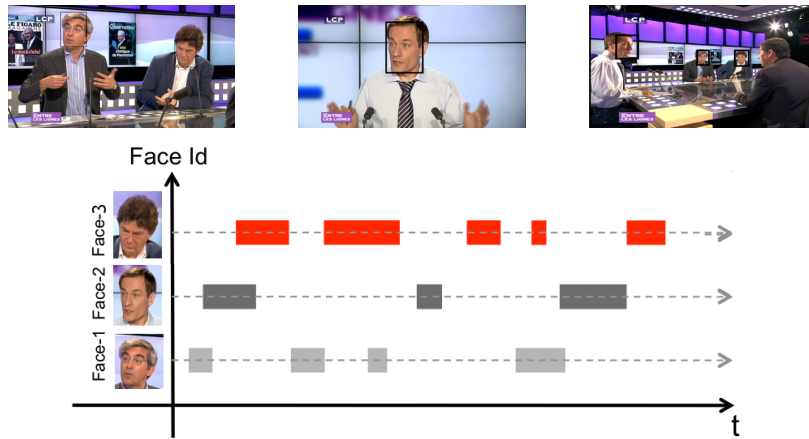 LE FIGARO
Observateur
LCP
ENTRE
LES LIGNES
LCP
ENTRE
LES LIGNES
LCP
ENTRE
LES LIGNES
Face Id
Face-3
Face-2
Face-1
t